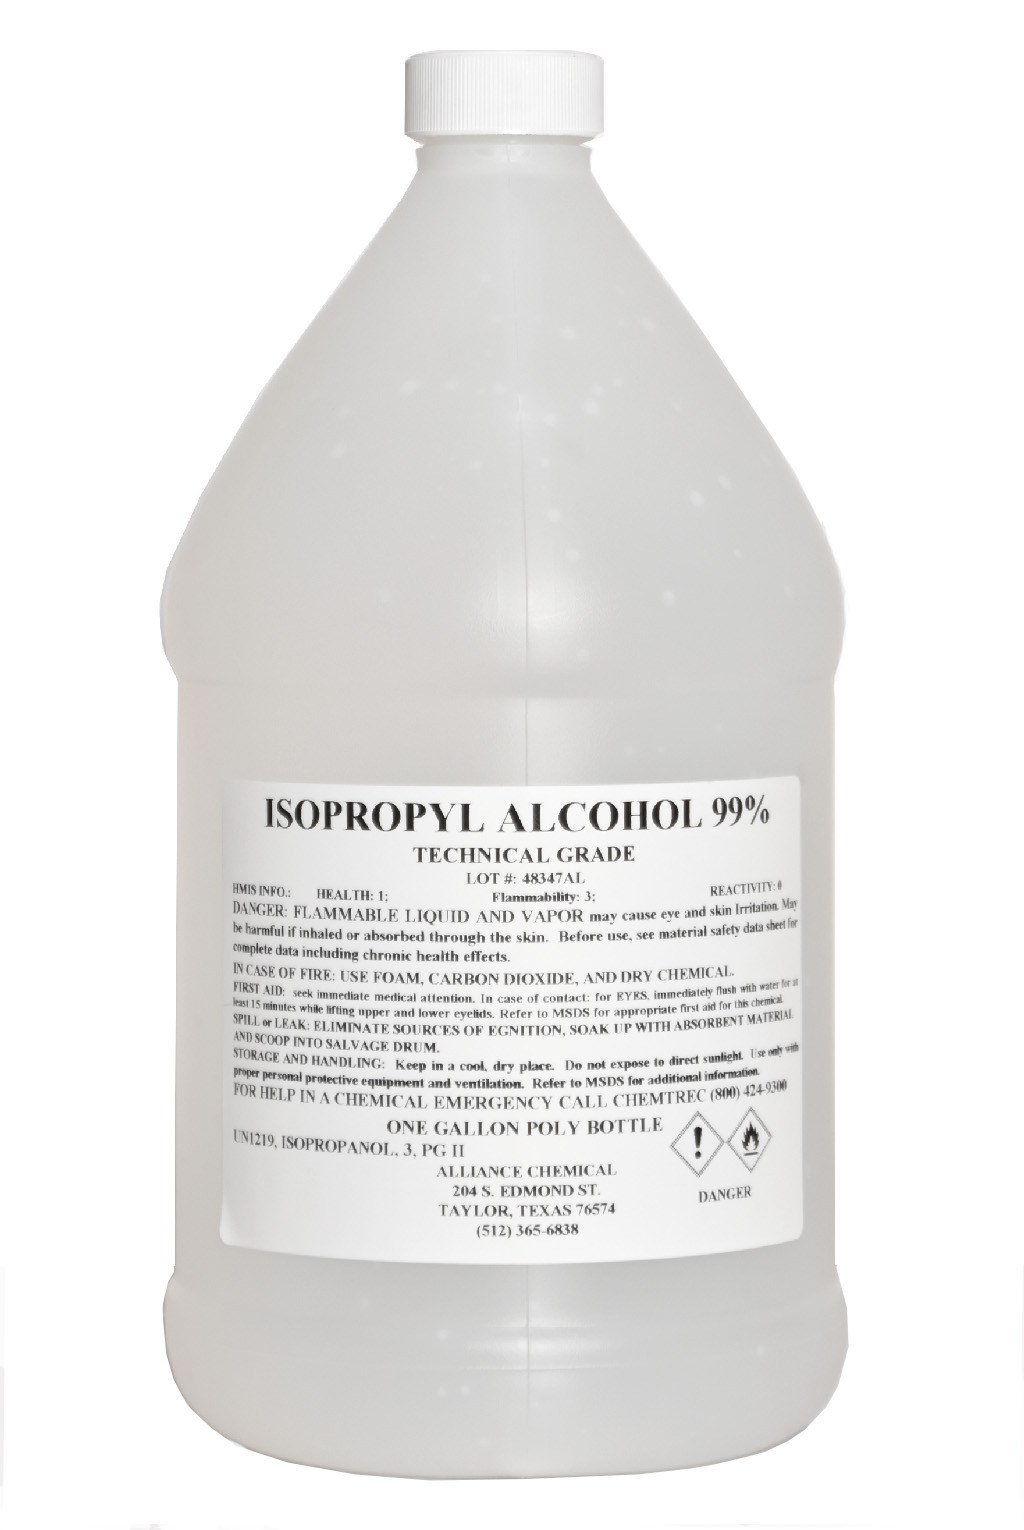 ISOPROPYL ALCOHOL 99%
TECHNICAL GRADE
LOT #: 48347AL
HMIS INFO.: HEALTH: 1; Flammability: 3; REACTIVITY: 0
DANGER: FLAMMABLE LIQUID AND VAPOR may cause eye and skin Irritation. May
be harmful if inhaled or absorbed through the skin. Before use, see material safety data sheet for
complete data including chronic health effects.
IN CASE OF FIRE: USE FOAM, CARBON DIOXIDE, AND DRY CHEMICAL.
FIRST AID: seek immediate medical attention. In case of contact: for EYES, immediately flush with water for at
least 15 minutes while lifting upper and lower eyelids. Refer to MSDS for appropriate first aid for this chemical.
SPILL or LEAK: ELIMINATE SOURCES OF EGNITION, SOAK UP WITH ABSORBENT MATERIAL
AND SCOOP INTO SALVAGE DRUM.
STORAGE AND HANDLING: Keep in a cool, dry place. Do not expose to direct sunlight. Use only with
proper personal protective equipment and ventilation. Refer to MSDS for additional information.
FOR HELP IN A CHEMICAL EMERGENCY CALL CHEMTREC (800) 424-9300
ONE GALLON POLY BOTTLE
UN1219, ISOPROPANOL, 3, PG II
ALLIANCE CHEMICAL
204 S. EDMOND ST.
TAYLOR, TEXAS 76574
(512) 365-6838
DANGER